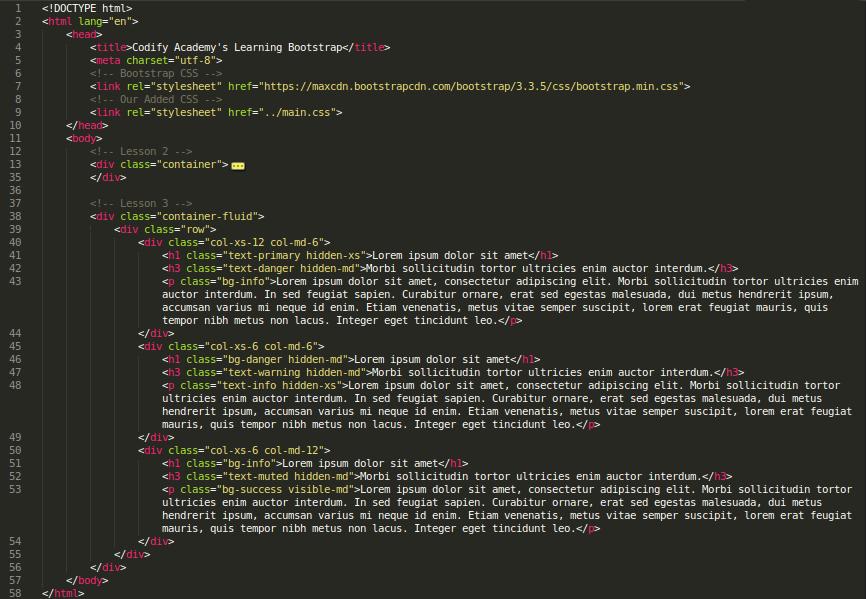 1 <!DOCTYPE html>
2 <html lang="en">
3 <head>
4 <title>Codify Academy's Learning Bootstrap</title>
5 <meta charset="utf-8">
6 <!-- Bootstrap CSS -->
7 <link rel="stylesheet" href="https://maxcdn.bootstrapcdn.com/bootstrap/3.3.5/css/bootstrap.min.css">
8 <!-- Our Added CSS -->
9 <link rel="stylesheet" href="../main.css">
10 </head>
11 <body>
12 <!-- Lesson 2 -->
13 <div class="container">
35 </div>
36
37 <!-- Lesson 3 -->
38 <div class="container-fluid">
39 <div class="row">
40 <div class="col-xs-12 col-md-6">
41 <h1 class="text-primary hidden-xs">Lorem ipsum dolor sit amet</h1>
42 <h3 class="text-danger hidden-md">Morbi sollicitudin tortor ultricies enim auctor interdum.</h3>
43 <p class="bg-info">Lorem ipsum dolor sit amet, consectetur adipiscing elit. Morbi sollicitudin tortor ultricies enim
auctor interdum. In sed feugiat sapien. Curabitur ornare, erat sed egestas malesuada, dui metus hendrerit ipsum,
accumsan varius mi neque id enim. Etiam venenatis, metus vitae semper suscipit, lorem erat feugiat mauris, quis
tempor nibh metus non lacus. Integer eget tincidunt leo.</p>
44 </div>
45 <div class="col-xs-6 col-md-6">
46 <h1 class="bg-danger hidden-md">Lorem ipsum dolor sit amet</h1>
47 <h3 class="text-warning hidden-md">Morbi sollicitudin tortor ultricies enim auctor interdum.</h3>
48 <p class="text-info hidden-xs">Lorem ipsum dolor sit amet, consectetur adipiscing elit. Morbi sollicitudin tortor
ultricies enim auctor interdum. In sed feugiat sapien. Curabitur ornare, erat sed egestas malesuada, dui metus
hendrerit ipsum, accumsan varius mi neque id enim. Etiam venenatis, metus vitae semper suscipit, lorem erat feugiat
mauris, quis tempor nibh metus non lacus. Integer eget tincidunt leo.</p>
49 </div>
50 <div class="col-xs-6 col-md-12">
51 <h1 class="bg-info">Lorem ipsum dolor sit amet</h1>
52 <h3 class="text-muted hidden-md">Morbi sollicitudin tortor ultricies enim auctor interdum.</h3>
53 <p class="bg-success visible-md">Lorem ipsum dolor sit amet, consectetur adipiscing elit. Morbi sollicitudin tortor
ultricies enim auctor interdum. In sed feugiat sapien. Curabitur ornare, erat sed egestas malesuada, dui metus
hendrerit ipsum, accumsan varius mi neque id enim. Etiam venenatis, metus vitae semper suscipit, lorem erat feugiat
mauris, quis tempor nibh metus non lacus. Integer eget tincidunt leo.</p>
54 </div>
55 </div>
56 </div>
57 </body>
58 </html>